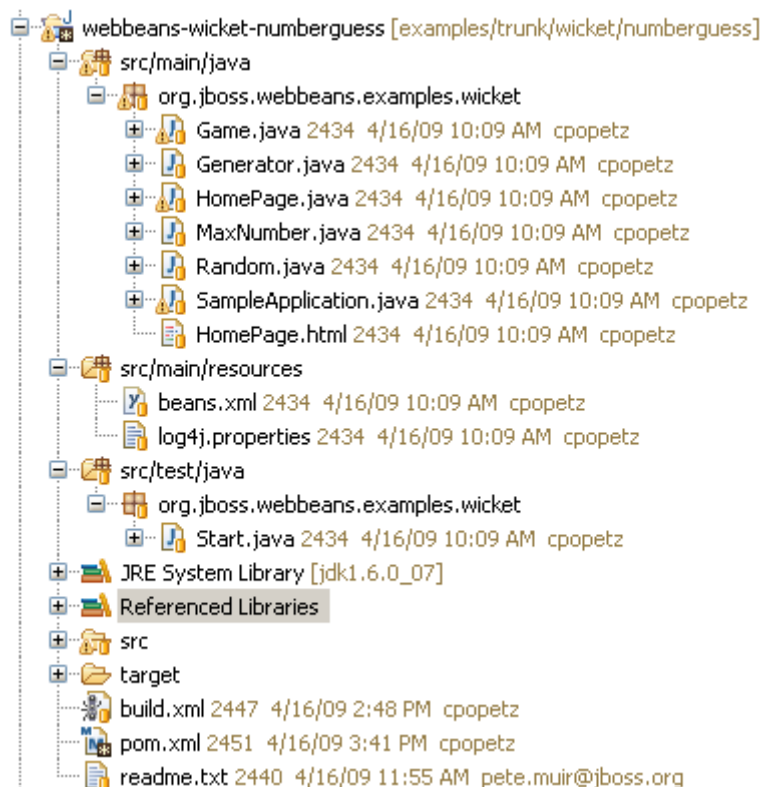 webbeans-wicket-numberguess [examples/trunk/wicket/numberguess]
src/main/java
org.jboss.webbeans.examples.wicket
Game.java 2434 4/16/09 10:09 AM cpopetz
Generator.java 2434 4/16/09 10:09 AM cpopetz
HomePage.java 2434 4/16/09 10:09 AM cpopetz
MaxNumber.java 2434 4/16/09 10:09 AM cpopetz
Random.java 2434 4/16/09 10:09 AM cpopetz
SampleApplication.java 2434 4/16/09 10:09 AM cpopetz
HomePage.html 2434 4/16/09 10:09 AM cpopetz
src/main/resources
beans.xml 2434 4/16/09 10:09 AM cpopetz
log4j.properties 2434 4/16/09 10:09 AM cpopetz
src/test/java
org.jboss.webbeans.examples.wicket
Start.java 2434 4/16/09 10:09 AM cpopetz
JRE System Library [jdk1.6.0_07]
Referenced Libraries
src
target
build.xml 2447 4/16/09 2:48 PM cpopetz
pom.xml 2451 4/16/09 3:41 PM cpopetz
readme.txt 2440 4/16/09 11:55 AM pete.muir@jboss.org